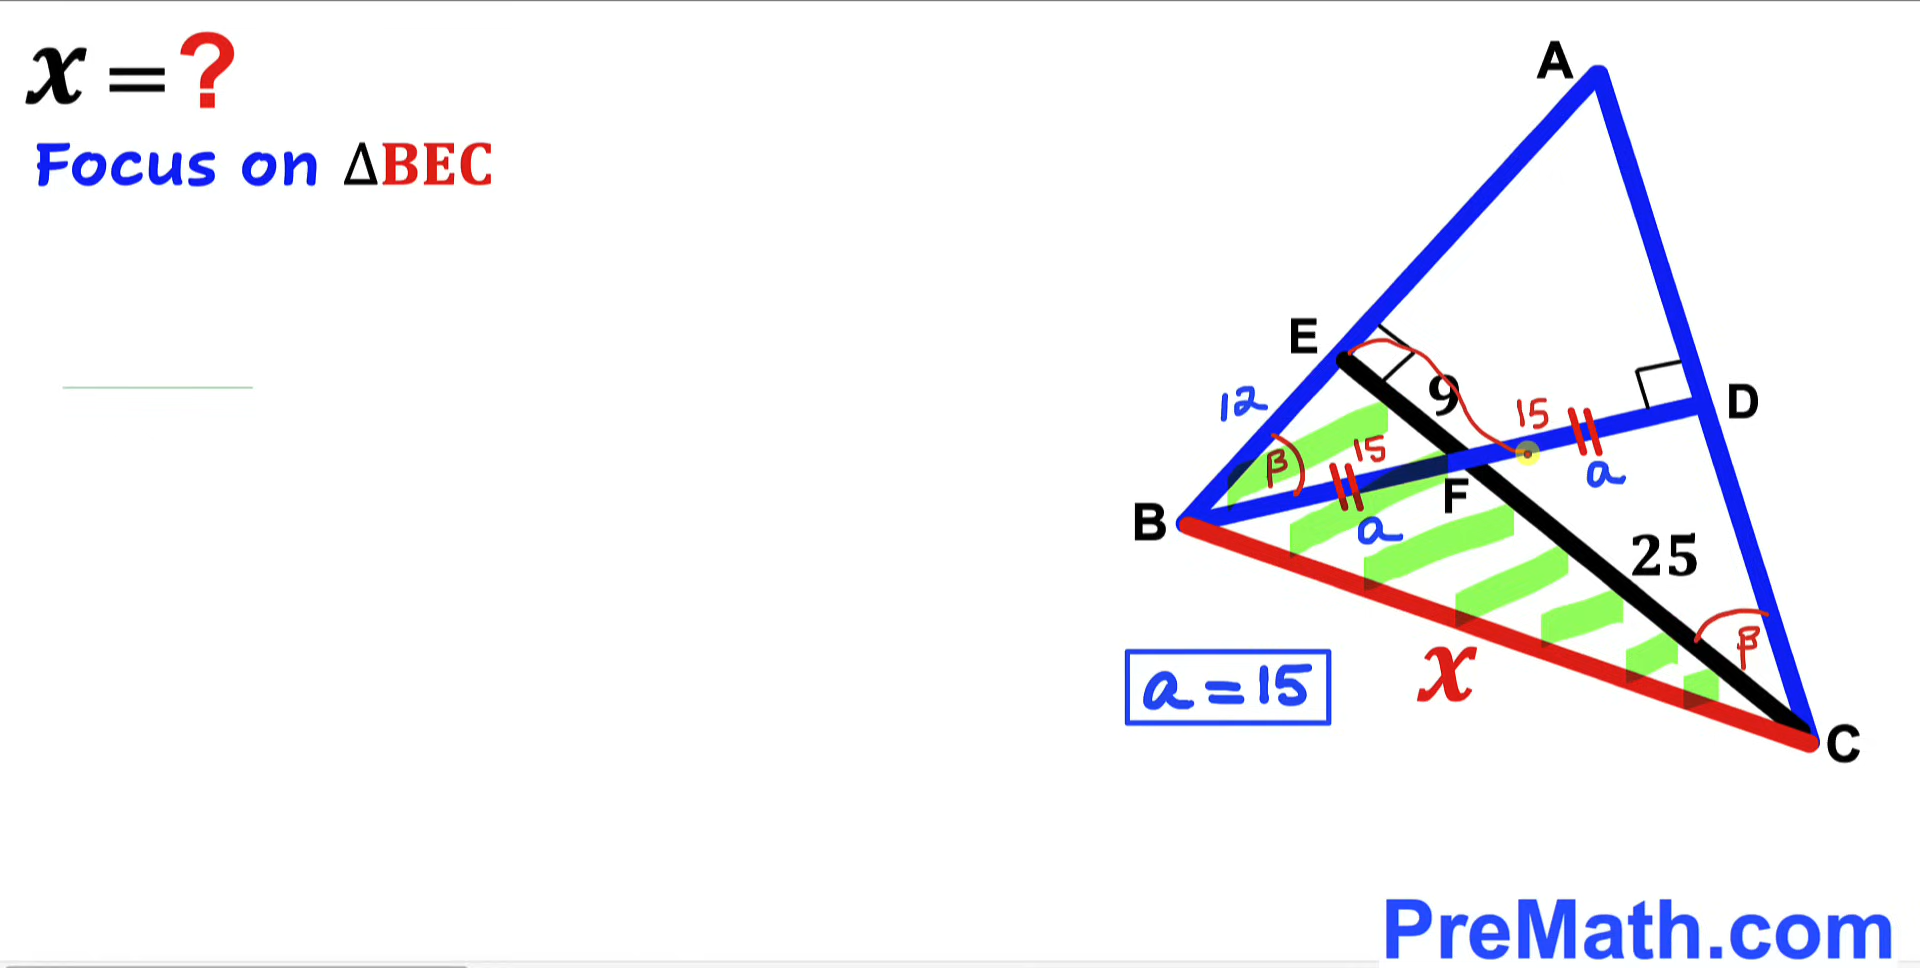 x = ?
Focus on ΔBEC
A
E
9
D
12
15
β
15
a
F
B
a
25
β
x
a = 15
C
PreMath.com